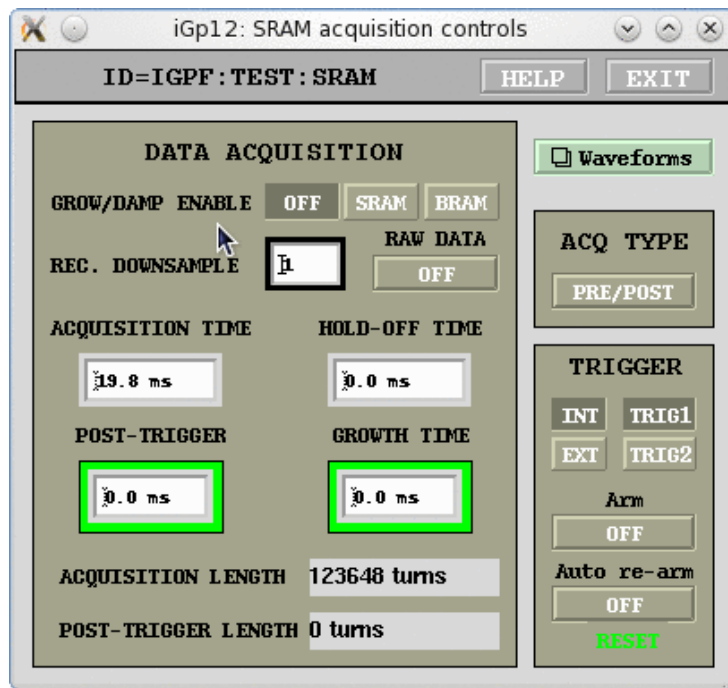 iGp12: SRAM acquisition controls
ID=IGPF:TEST:SRAM HELP EXIT
DATA ACQUISITION
Waveforms
GROW/DAMP ENABLE OFF SRAM BRAM
RAW DATA
REC. DOWNSAMPLE 1 OFF
ACQ TYPE
PRE/POST
ACQUISITION TIME HOLD-OFF TIME
19.8 ms 0.0 ms
POST-TRIGGER GROWTH TIME
0.0 ms 0.0 ms
ACQUISITION LENGTH 123648 turns
POST-TRIGGER LENGTH 0 turns
TRIGGER
INT TRIG1
EXT TRIG2
Arm
OFF
Auto re-arm
OFF
RESET